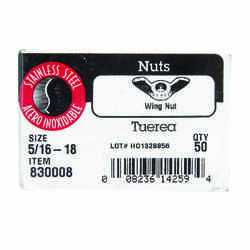 STAINLESS STEEL
ACERO INOXIDABLE
Nuts
Wing Nut
Tuerca
SIZE
5/16-18
ITEM
830008
LOT# H01328856
QTY
50
0 08236 14259 4